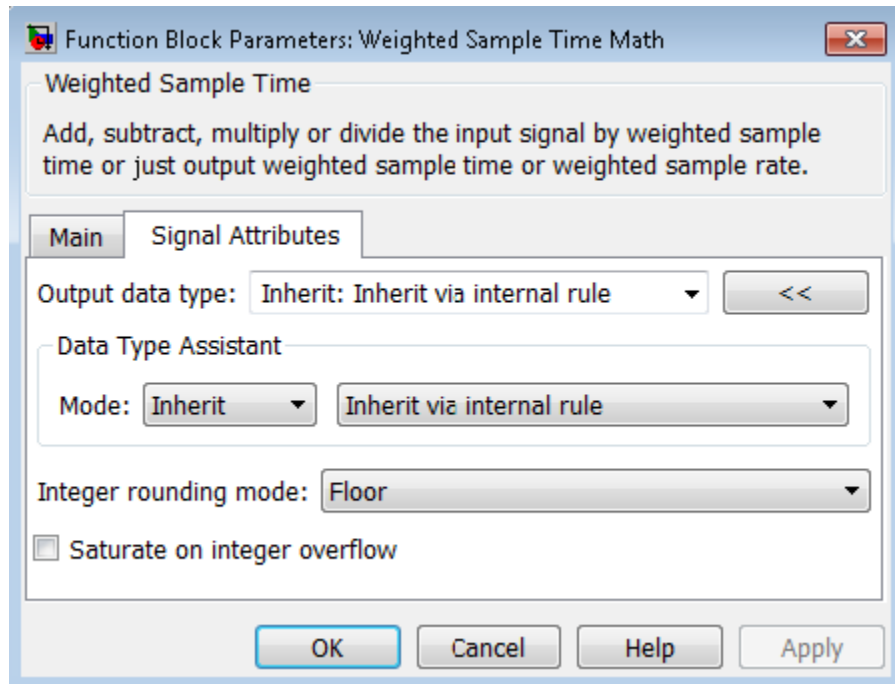 Function Block Parameters: Weighted Sample Time Math
Weighted Sample Time
Add, subtract, multiply or divide the input signal by weighted sample
time or just output weighted sample time or weighted sample rate.
Main Signal Attributes
Output data type: Inherit: Inherit via internal rule <<
Data Type Assistant
Mode: Inherit Inherit via internal rule
Integer rounding mode: Floor
Saturate on integer overflow
OK Cancel Help Apply